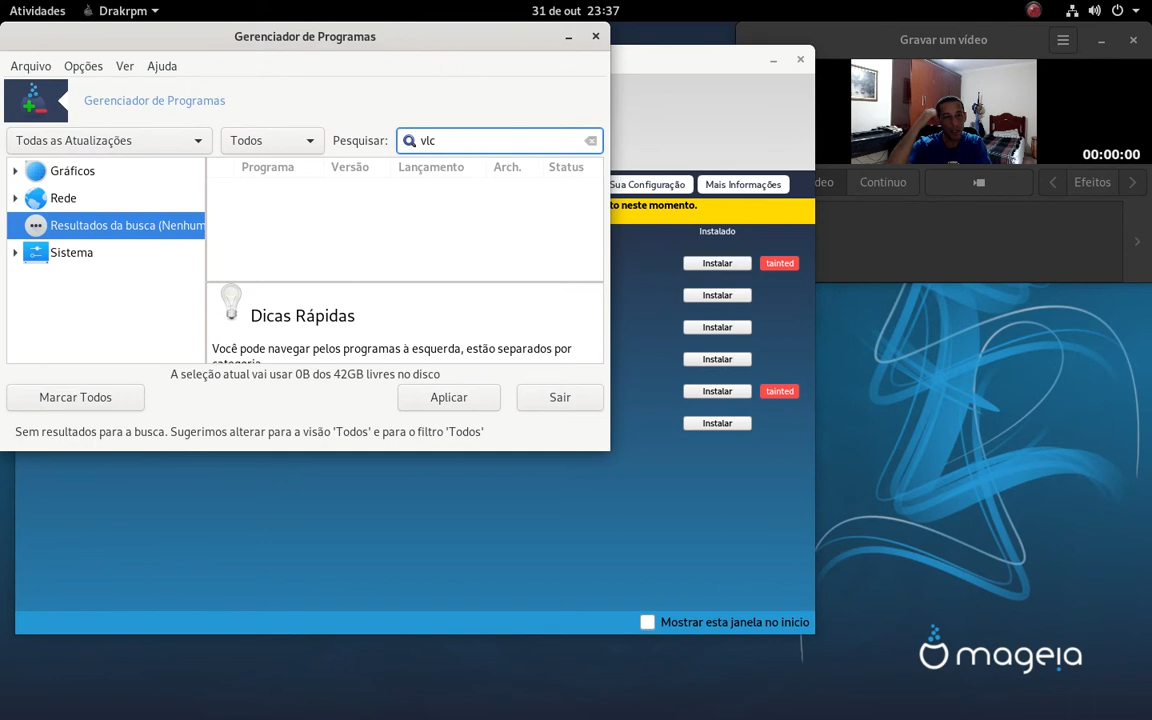 Atividades
Drakrpm
31 de out 23:37
Gerenciador de Programas
Arquivo Opções Ver Ajuda
Gerenciador de Programas
Todas as Atualizações
Todos
Pesquisar:
vlc
Gráficos
Rede
Resultados da busca (Nenhum
Sistema
Programa Versão Lançamento Arch. Status
Dicas Rápidas
Você pode navegar pelos programas à esquerda, estão separados por
categoria
A seleção atual vai usar 0B dos 42GB livres no disco
Marcar Todos
Aplicar
Sair
Sem resultados para a busca. Sugerimos alterar para a visão 'Todos' e para o filtro 'Todos'
Sua Configuração
Mais Informações
to neste momento.
Instalado
Instalar tainted
Instalar
Instalar
Instalar
Instalar tainted
Instalar
Mostrar esta janela no inicio
Gravar um vídeo
00:00:00
deo
Contínuo
Efeitos
mageia